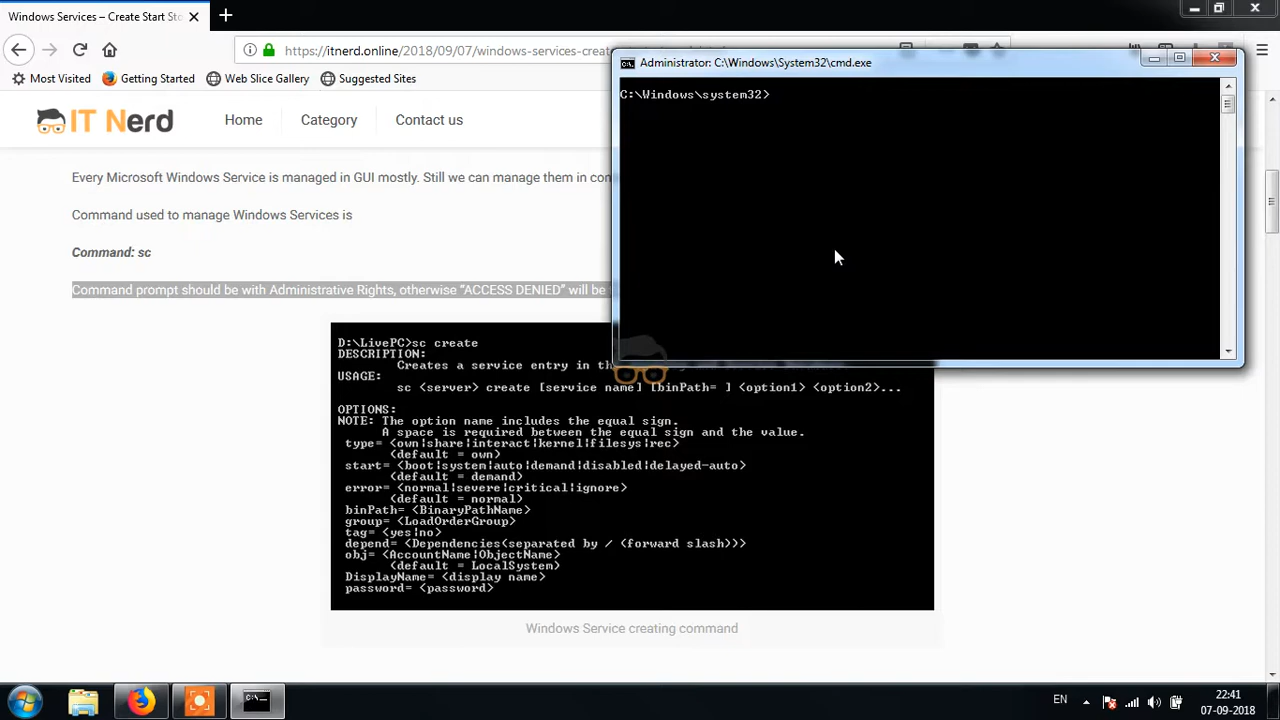 Windows Services – Create Start Sto
https://itnerd.online/2018/09/07/windows-services-crea
Most Visited
Getting Started
Web Slice Gallery
Suggested Sites
Administrator: C:\Windows\System32\cmd.exe
C:\Windows\system32>
IT Nerd
Home
Category
Contact us
Every Microsoft Windows Service is managed in GUI mostly. Still we can manage them in con
Command used to manage Windows Services is
Command: sc
Command prompt should be with Administrative Rights, otherwise “ACCESS DENIED” will be
D:\LivePC>sc create
DESCRIPTION:
Creates a service entry in the
USAGE:
sc <server> create [service name] [binPath= ] <option1> <option2>...
OPTIONS:
NOTE: The option name includes the equal sign.
A space is required between the equal sign and the value.
type= <own|share|interact|kernel|filesys|rec>
(default = own)
start= <boot|system|auto|demand|disabled|delayed-auto>
(default = demand)
error= <normal|severe|critical|ignore>
(default = normal)
binPath= <BinaryPathName>
group= <LoadOrderGroup>
tag= <yes|no>
depend= <Dependencies(separated by / (forward slash))>
obj= <AccountName|ObjectName>
(default = LocalSystem)
DisplayName= <display name>
password= <password>
Windows Service creating command
EN
22:41
07-09-2018